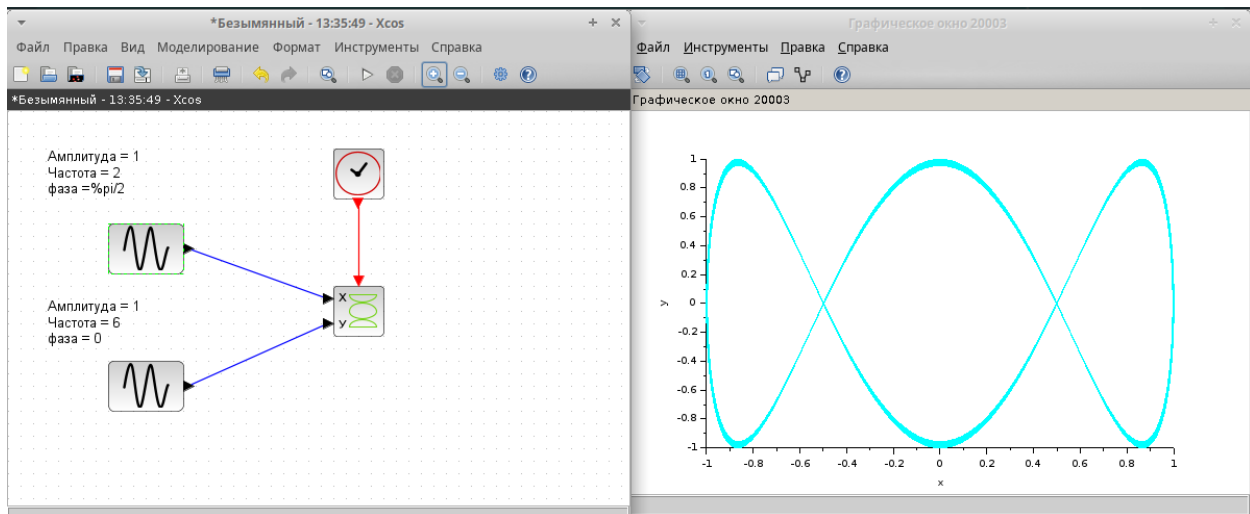 *Безымянный - 13:35:49 - Xcos
Файл Правка Вид Моделирование Формат Инструменты Справка
*Безымянный - 13:35:49 - Xcos
Амплитуда = 1
Частота = 2
фаза =%pi/2
Амплитуда = 1
Частота = 6
фаза = 0
X
У
Графическое окно 20003
Файл Инструменты Правка Справка
Графическое окно 20003
1
0.8
0.6
0.4
0.2
0
-0.2
-0.4
-0.6
-0.8
-1
y
-1 -0.8 -0.6 -0.4 -0.2 0 0.2 0.4 0.6 0.8 1
x